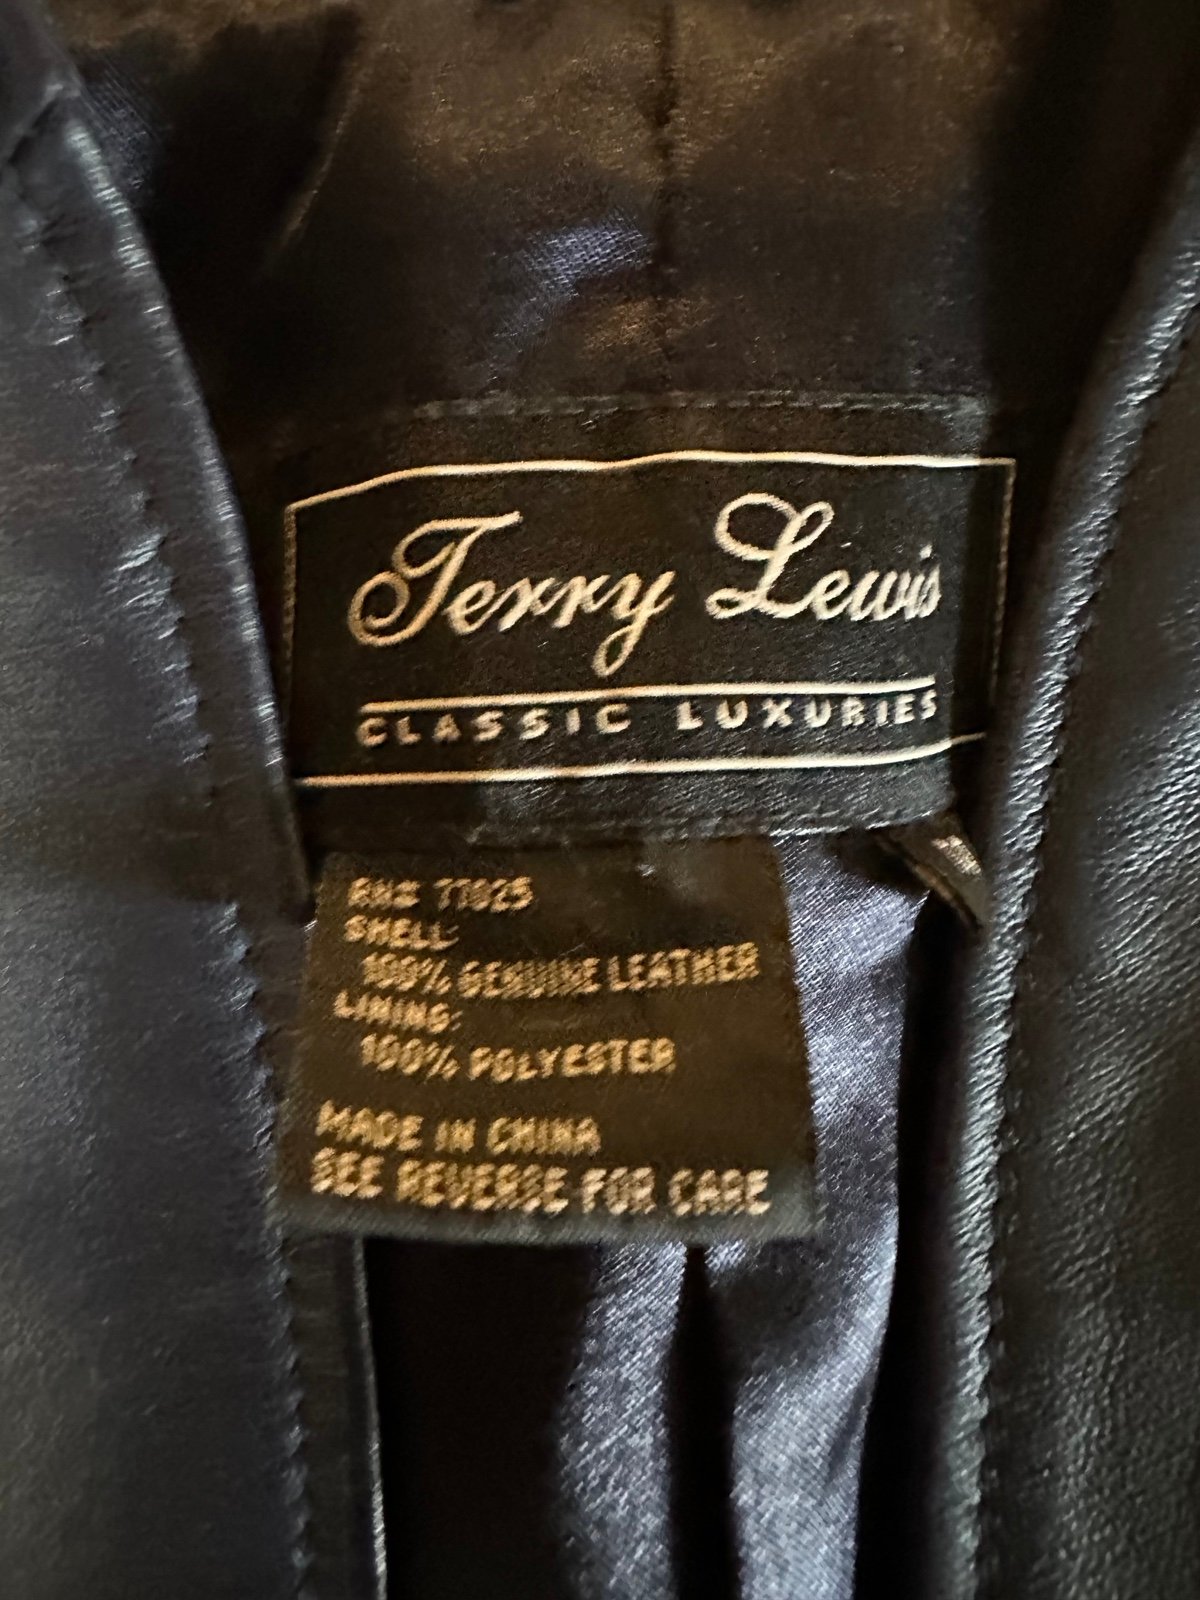 Terry Lewis
CLASSIC LUXURIES
RN# 77025
SHELL:
100% GENUINE LEATHER
LINING:
100% POLYESTER
MADE IN CHINA
SEE REVERSE FOR CARE